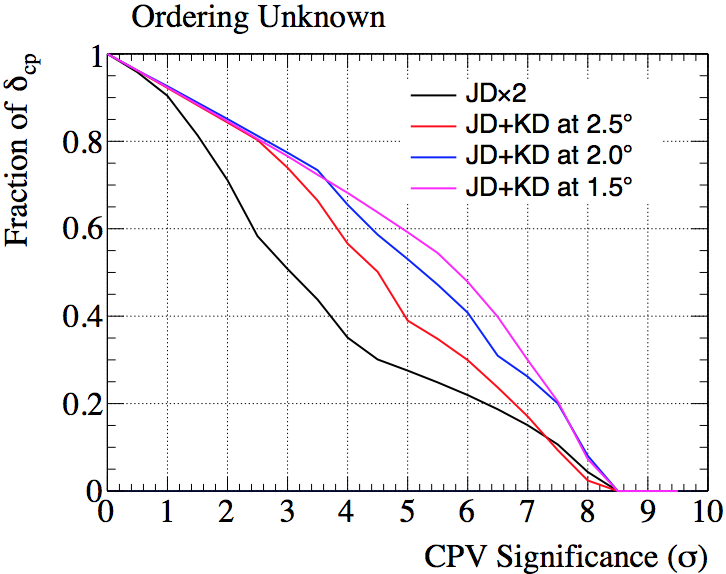 Ordering Unknown
Fraction of δcp
1
0.8
0.6
0.4
0.2
0
JD×2
JD+KD at 2.5°
JD+KD at 2.0°
JD+KD at 1.5°
0 1 2 3 4 5 6 7 8 9 10
CPV Significance (σ)